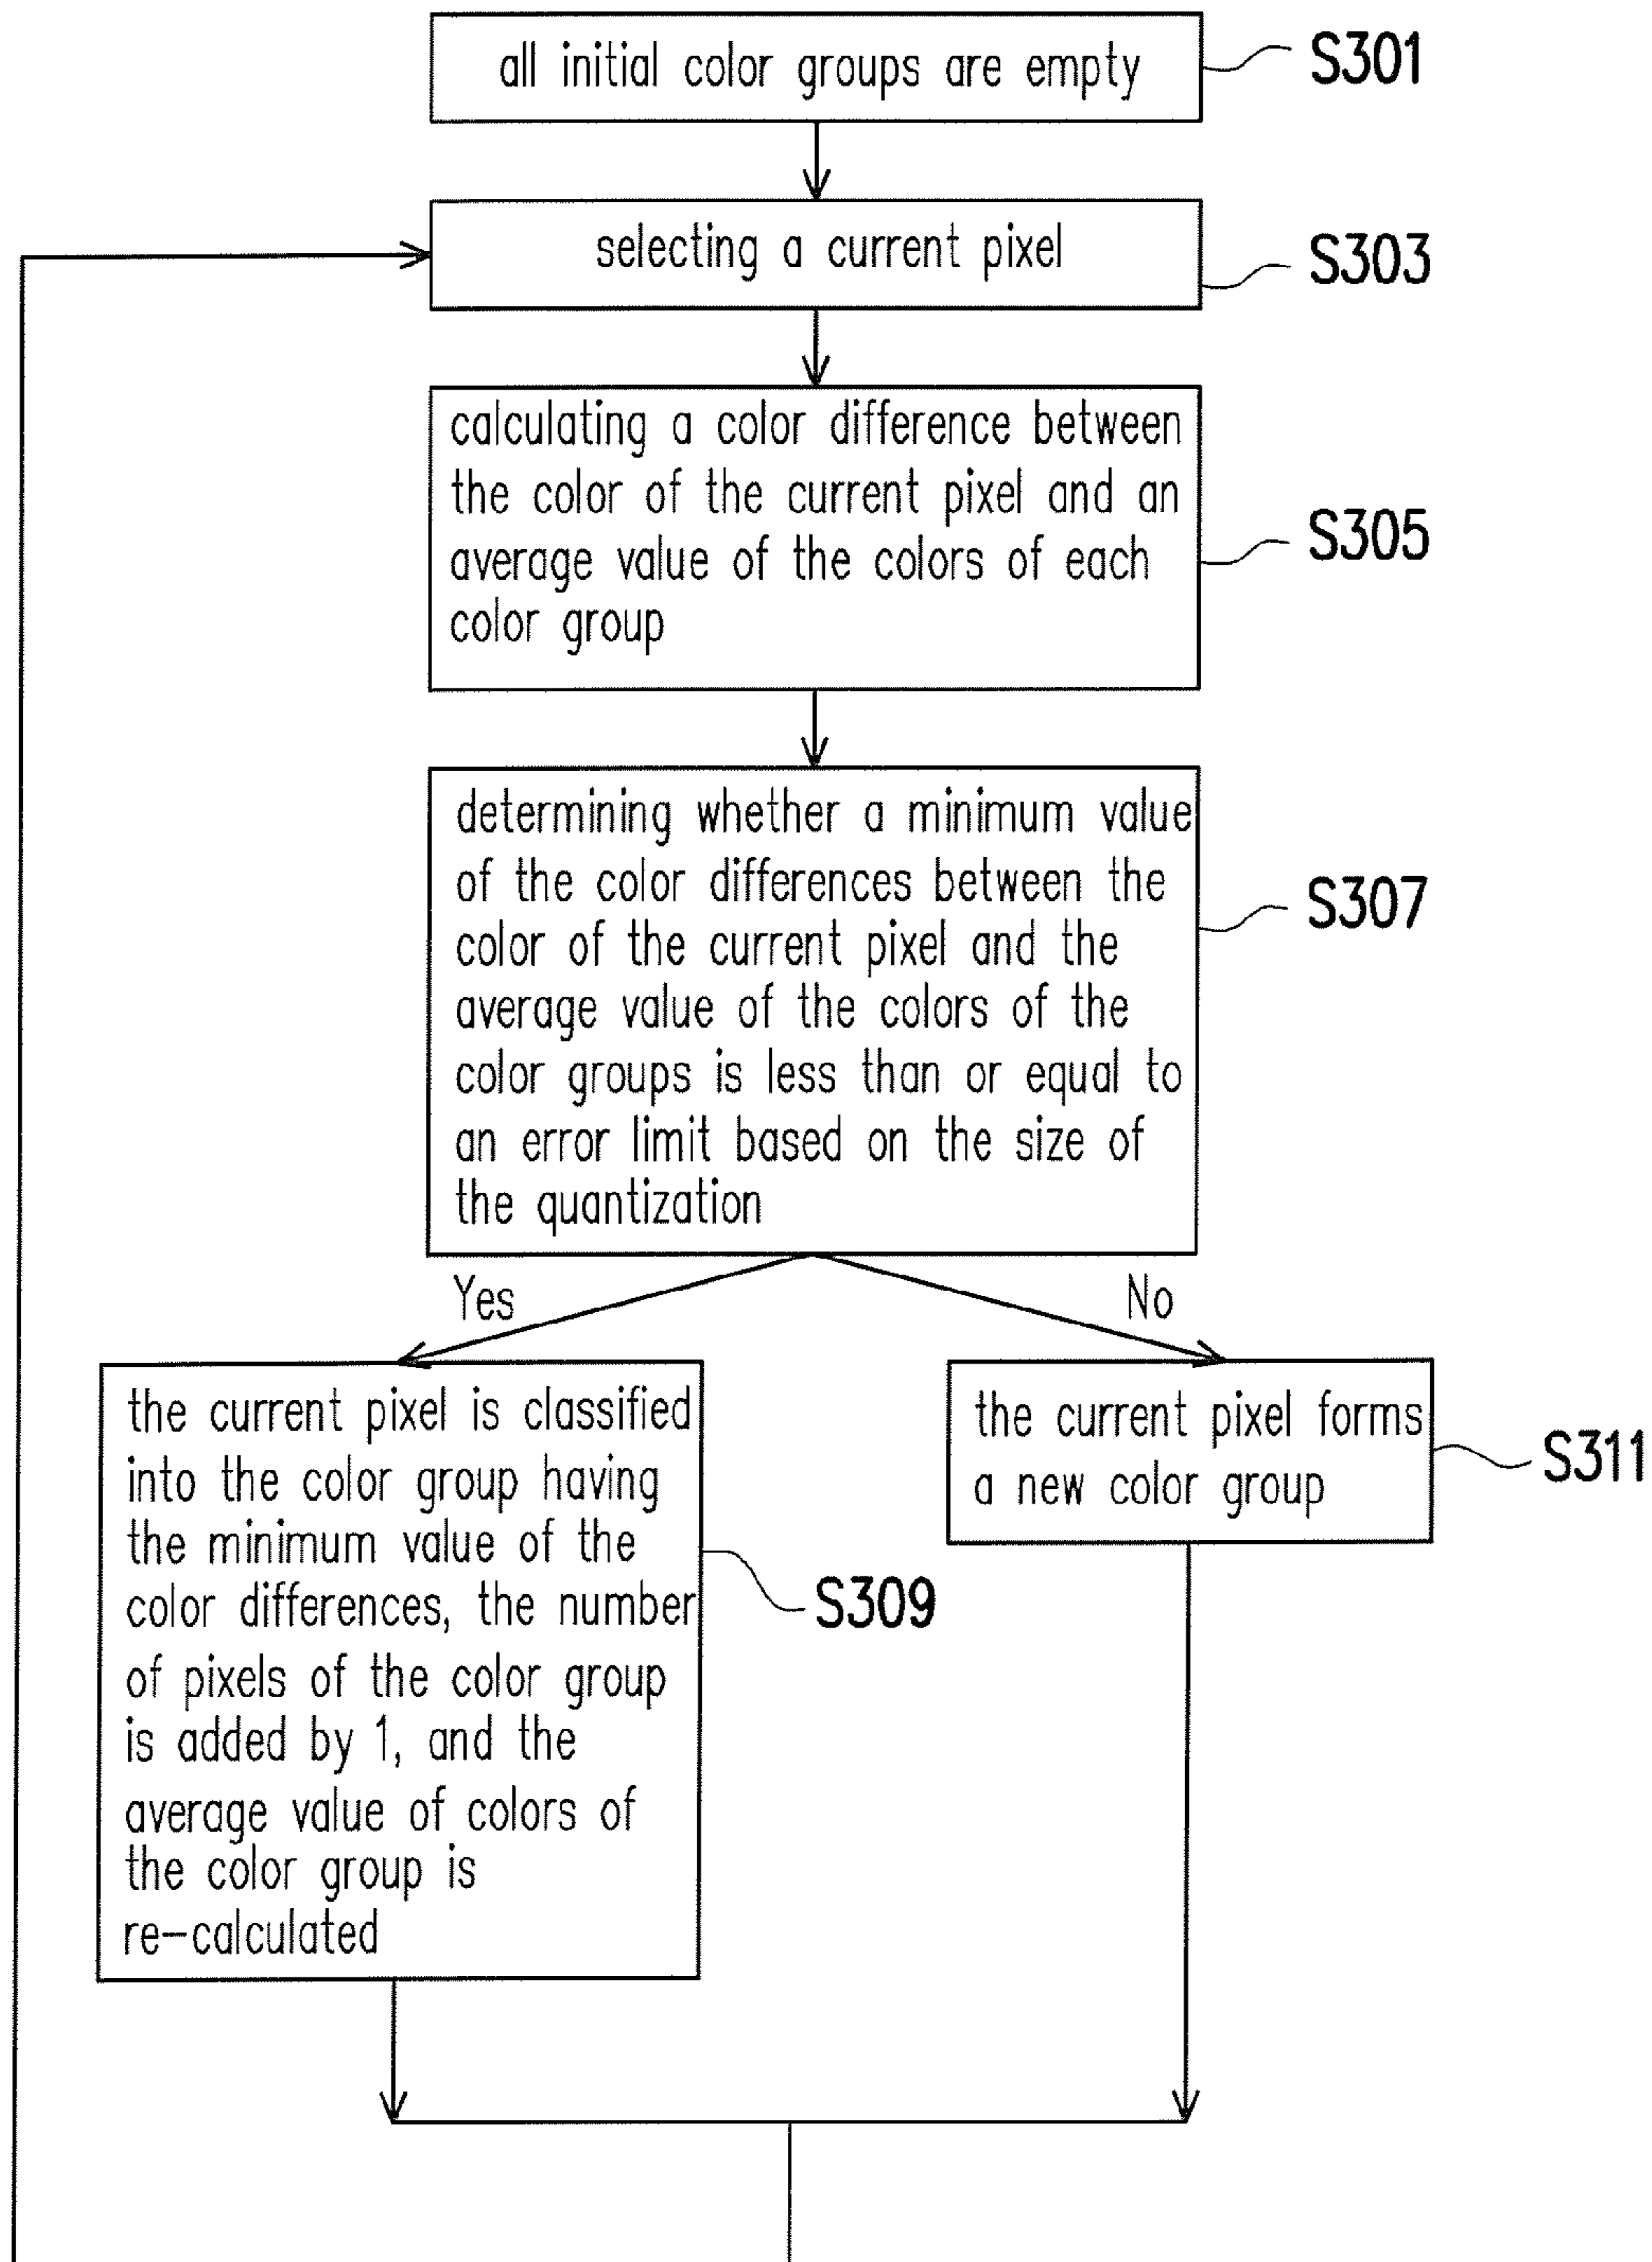 all initial color groups are empty
S301
selecting a current pixel
S303
calculating a color difference between
the color of the current pixel and an
average value of the colors of each
color group
S305
determining whether a minimum value
of the color differences between the
color of the current pixel and the
average value of the colors of the
color groups is less than or equal to
an error limit based on the size of
the quantization
S307
Yes
No
the current pixel is classified
into the color group having
the minimum value of the
color differences, the number
of pixels of the color group
is added by 1, and the
average value of colors of
the color group is
re-calculated
S309
the current pixel forms
a new color group
S311